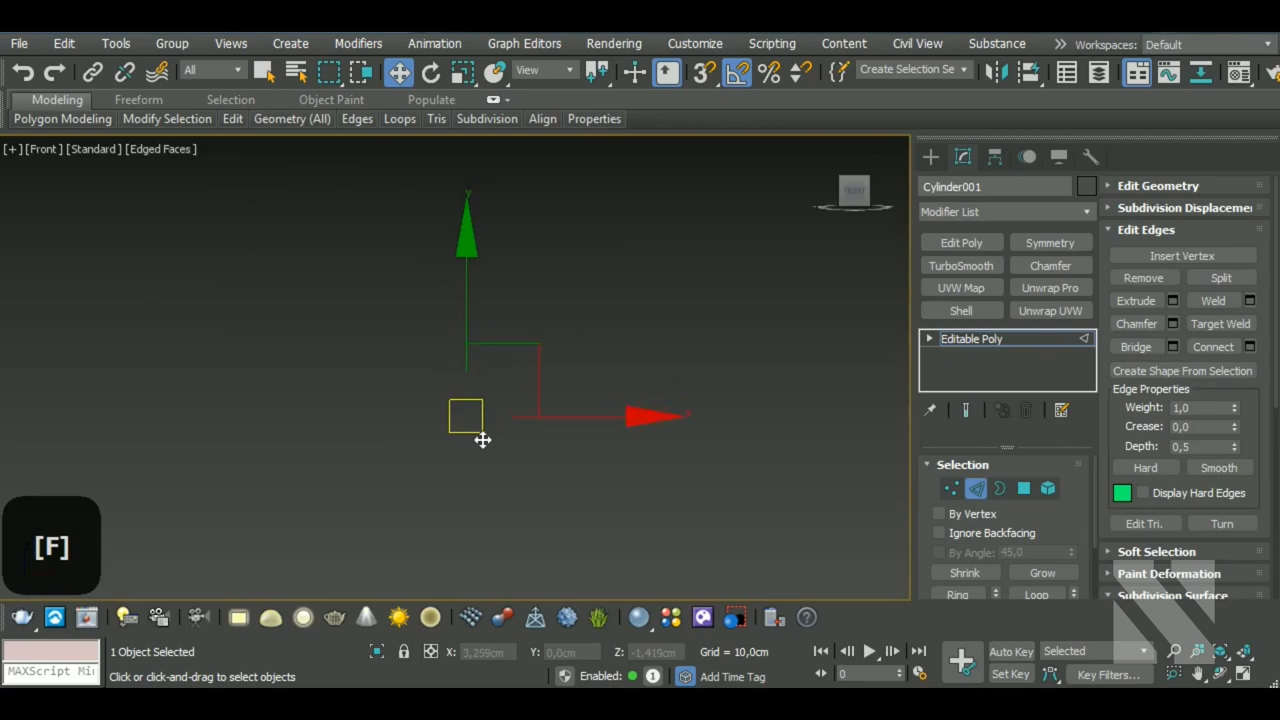 File Edit Tools Group Views Create Modifiers Animation Graph Editors Rendering Customize Scripting Content Civil View Substance Workspaces: Default
All View Create Selection Se
Modeling Freeform Selection Object Paint Populate
Polygon Modeling Modify Selection Edit Geometry (All) Edges Loops Tris Subdivision Align Properties
[+] [Front] [Standard] [Edged Faces]
y
x
FRONT
Cylinder001
Modifier List
Edit Poly Symmetry
TurboSmooth Chamfer
UVW Map Unwrap Pro
Shell Unwrap UVW
Editable Poly
Selection
By Vertex
Ignore Backfacing
By Angle: 45,0
Shrink Grow
Ring Loop
Edit Geometry
Subdivision Displaceme
Edit Edges
Insert Vertex
Remove Split
Extrude Weld
Chamfer Target Weld
Bridge Connect
Create Shape From Selection
Edge Properties
Weight: 1,0
Crease: 0,0
Depth: 0,5
Hard Smooth
Display Hard Edges
Edit Tri. Turn
Soft Selection
Paint Deformation
Subdivision Surface
[F]
1 Object Selected X: 3,259cm Y: 0,0cm Z: -1,419cm Grid = 10,0cm Auto Key Selected
MAXScript Mi Click or click-and-drag to select objects Enabled: 1 Add Time Tag 0 Set Key Key Filters...